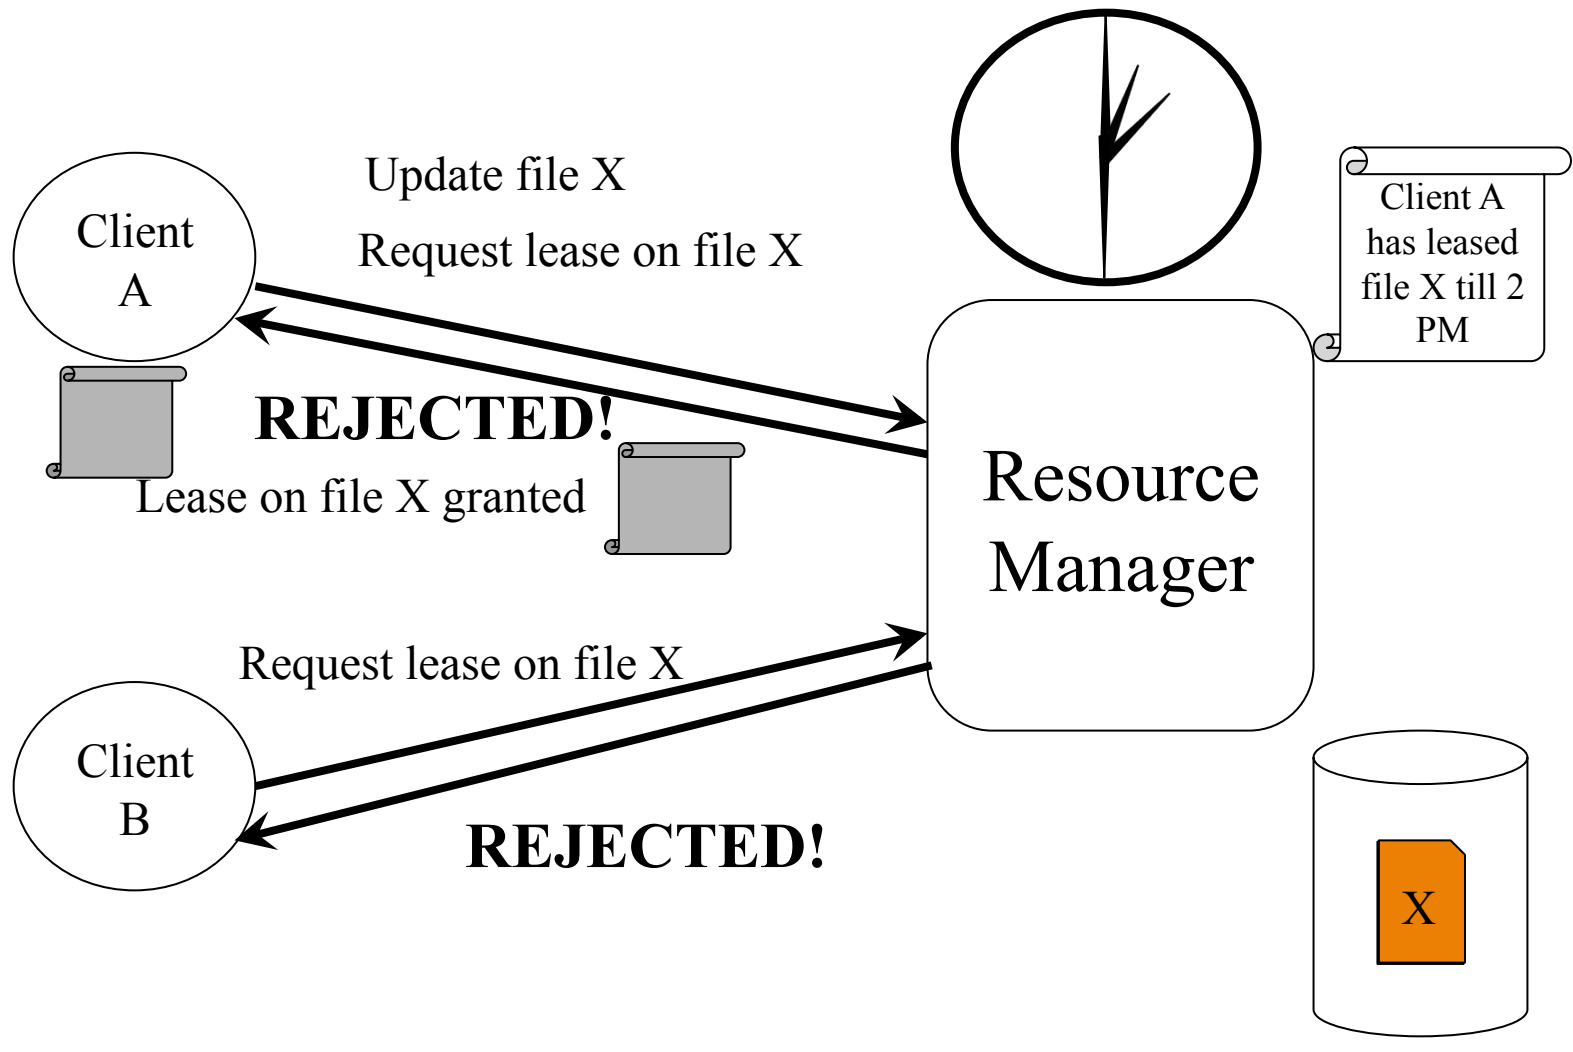 Update file X
Request lease on file X
Client
A
Client A
has leased
file X till 2
PM
REJECTED!
Lease on file X granted
Resource
Manager
Request lease on file X
Client
B
REJECTED!
X